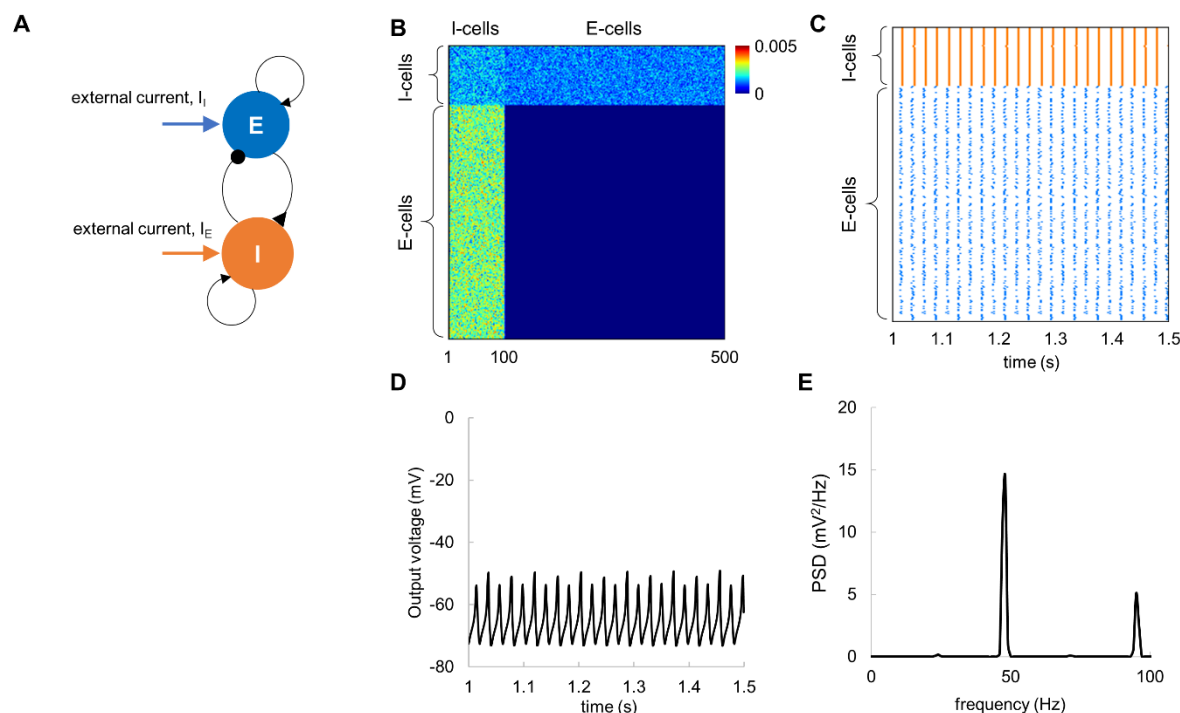 A
external current, I_I
E
external current, I_E
I
B
I-cells
E-cells
I-cells
E-cells
0.005
0
1
100
500
C
I-cells
E-cells
1
1.1
1.2
1.3
1.4
1.5
time (s)
D
Output voltage (mV)
0
-20
-40
-60
-80
1
1.1
1.2
1.3
1.4
1.5
time (s)
E
PSD (mV²/Hz)
20
15
10
5
0
0
50
100
frequency (Hz)